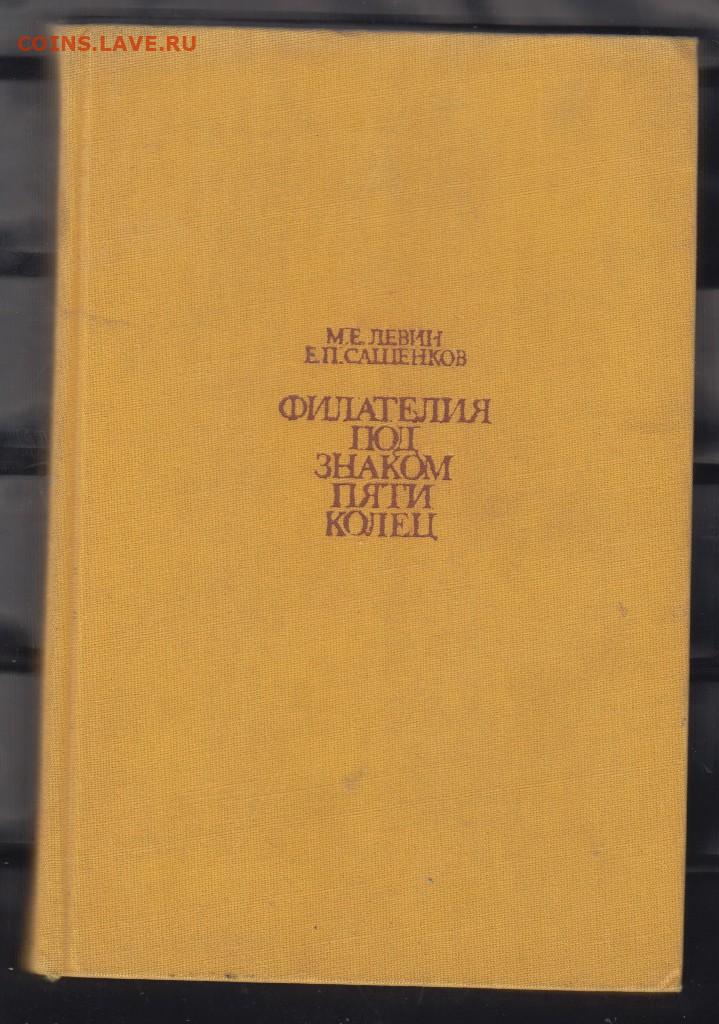 COINS.LAVE.RU
М.Е.ЛЕВИН
Е.П.САШЕНКОВ
ФИЛАТЕЛИЯ
ПОД
ЗНАКОМ
ПЯТИ
КОЛЕЦ